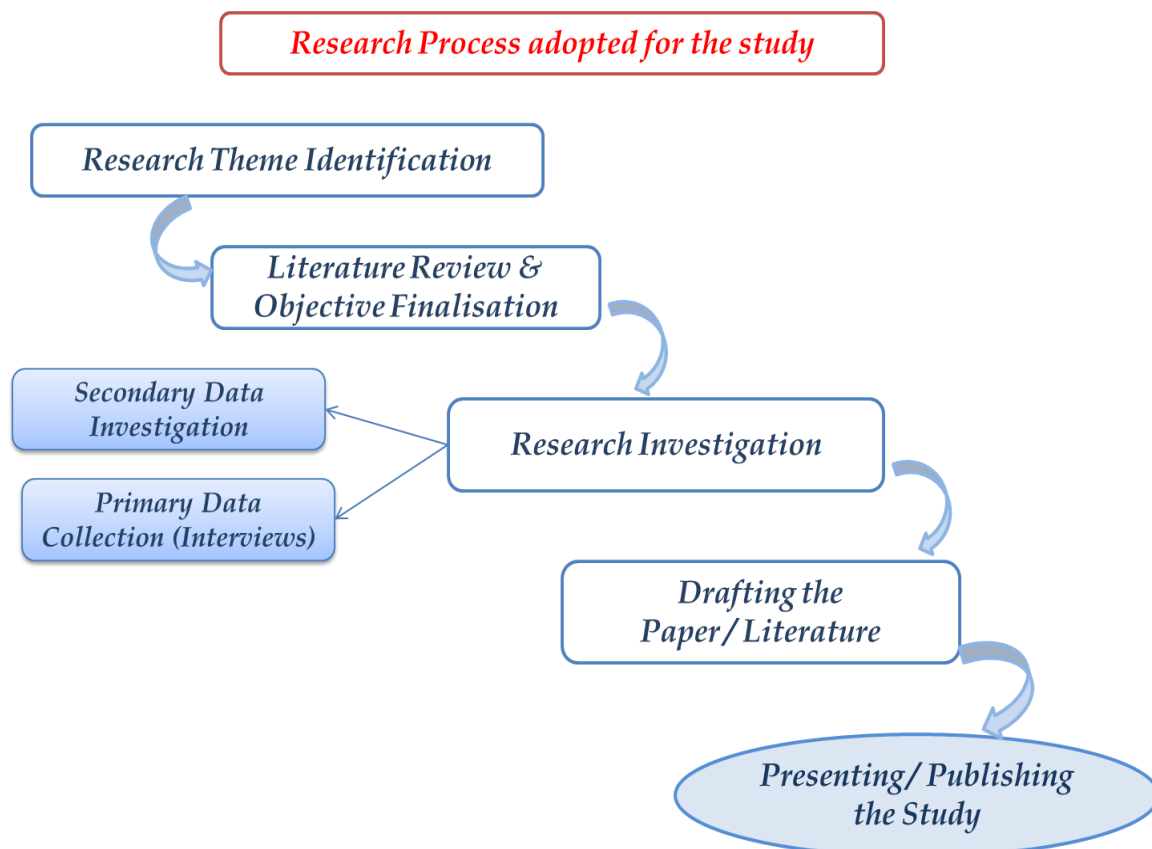 Research Process adopted for the study
Research Theme Identification
Literature Review &
Objective Finalisation
Secondary Data
Investigation
Research Investigation
Primary Data
Collection (Interviews)
Drafting the
Paper / Literature
Presenting / Publishing
the Study